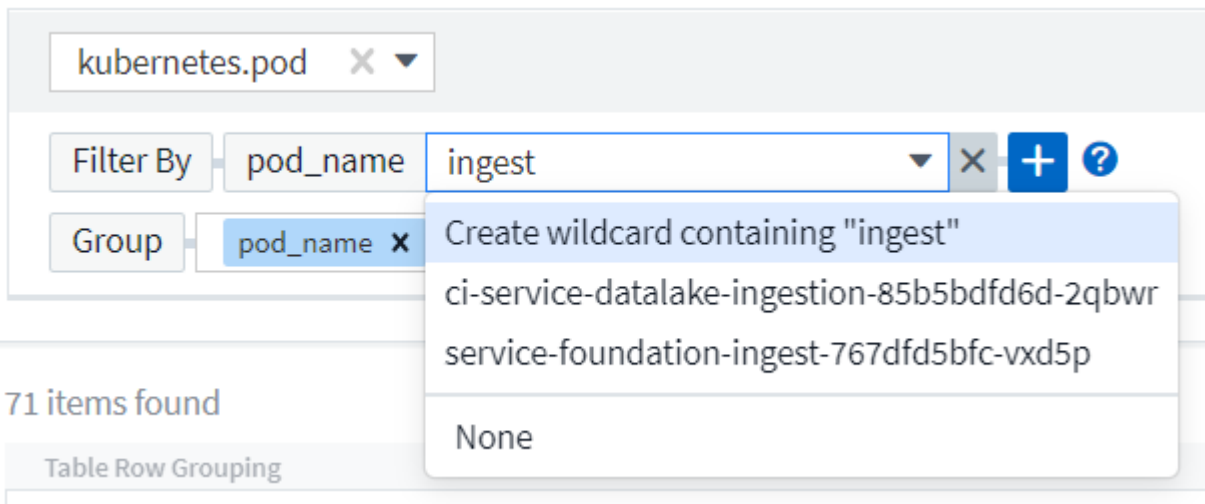 kubernetes.pod
Filter By pod_name ingest
Group pod_name
Create wildcard containing "ingest"
ci-service-datalake-ingestion-85b5bdfd6d-2qbwr
service-foundation-ingest-767dfd5bfc-vxd5p
None
71 items found
Table Row Grouping